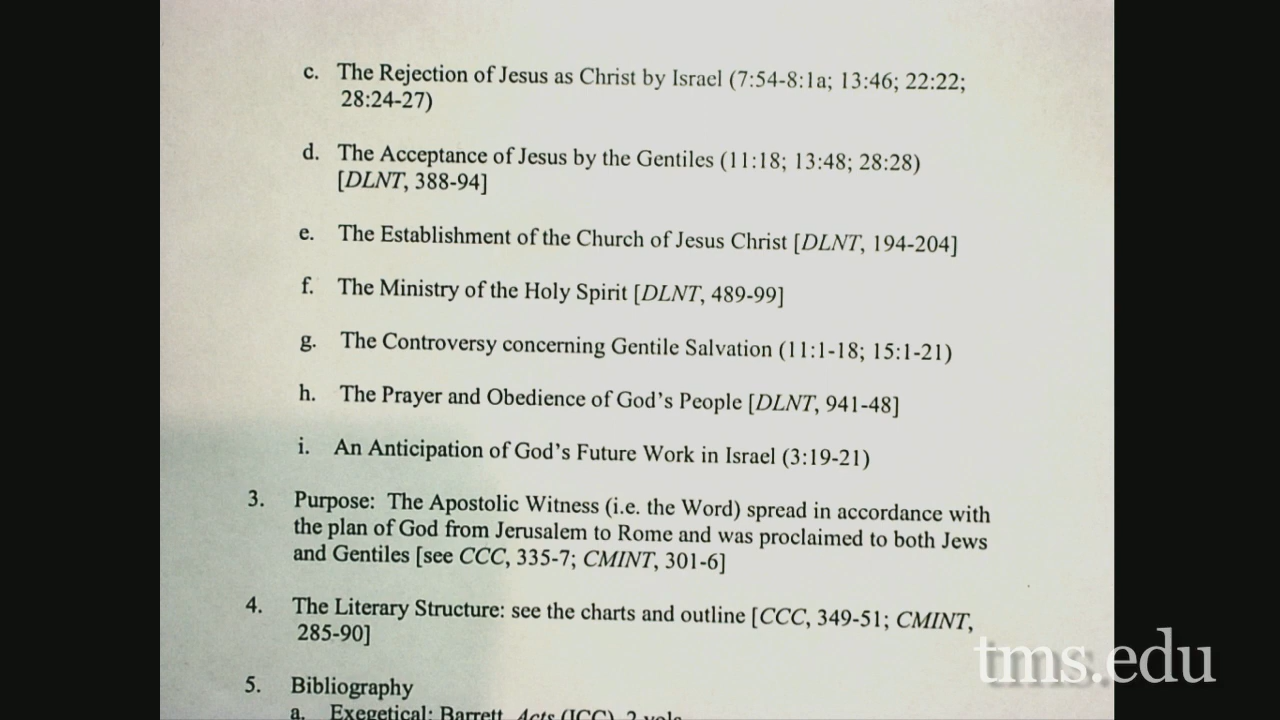 c. The Rejection of Jesus as Christ by Israel (7:54-8:1a; 13:46; 22:22;
28:24-27)
d. The Acceptance of Jesus by the Gentiles (11:18; 13:48; 28:28)
[DLNT, 388-94]
e. The Establishment of the Church of Jesus Christ [DLNT, 194-204]
f. The Ministry of the Holy Spirit [DLNT, 489-99]
g. The Controversy concerning Gentile Salvation (11:1-18; 15:1-21)
h. The Prayer and Obedience of God's People [DLNT, 941-48]
i. An Anticipation of God's Future Work in Israel (3:19-21)
3. Purpose: The Apostolic Witness (i.e. the Word) spread in accordance with
the plan of God from Jerusalem to Rome and was proclaimed to both Jews
and Gentiles [see CCC, 335-7; CMINT, 301-6]
4. The Literary Structure: see the charts and outline [CCC, 349-51; CMINT,
285-90]
tms.edu
5. Bibliography
a. Exegetical: Barrett, Acts (ICC), 2 vols